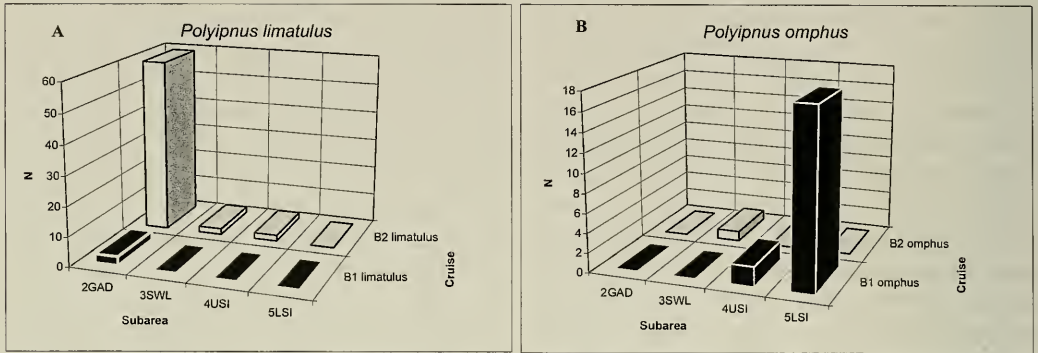 A
Polyipnus limatulus
60
50
40
30
20
10
0
N
2GAD
3SWL
4USI
5LSI
Subarea
B2 limatulus
B1 limatulus
Cruise
B
Polyipnus omphus
18
16
14
12
10
8
6
4
2
0
N
2GAD
3SWL
4USI
5LSI
Subarea
B2 omphus
B1 omphus
Cruise